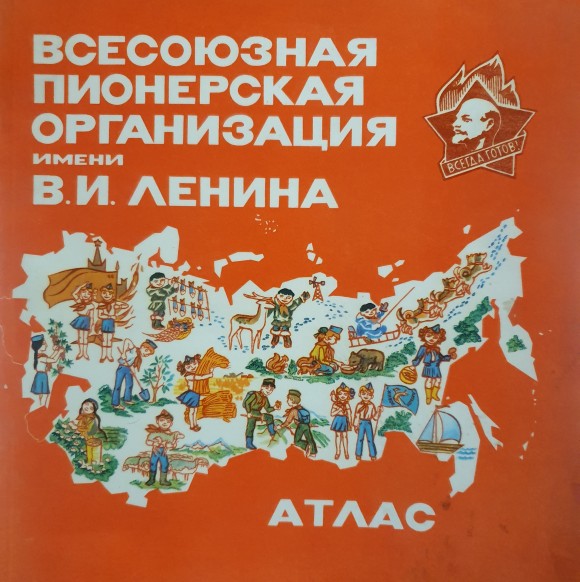 ВСЕСОЮЗНАЯ
ПИОНЕРСКАЯ
ОРГАНИЗАЦИЯ
ИМЕНИ
В.И. ЛЕНИНА
ВСЕГДА ГОТОВ!
АТЛАС